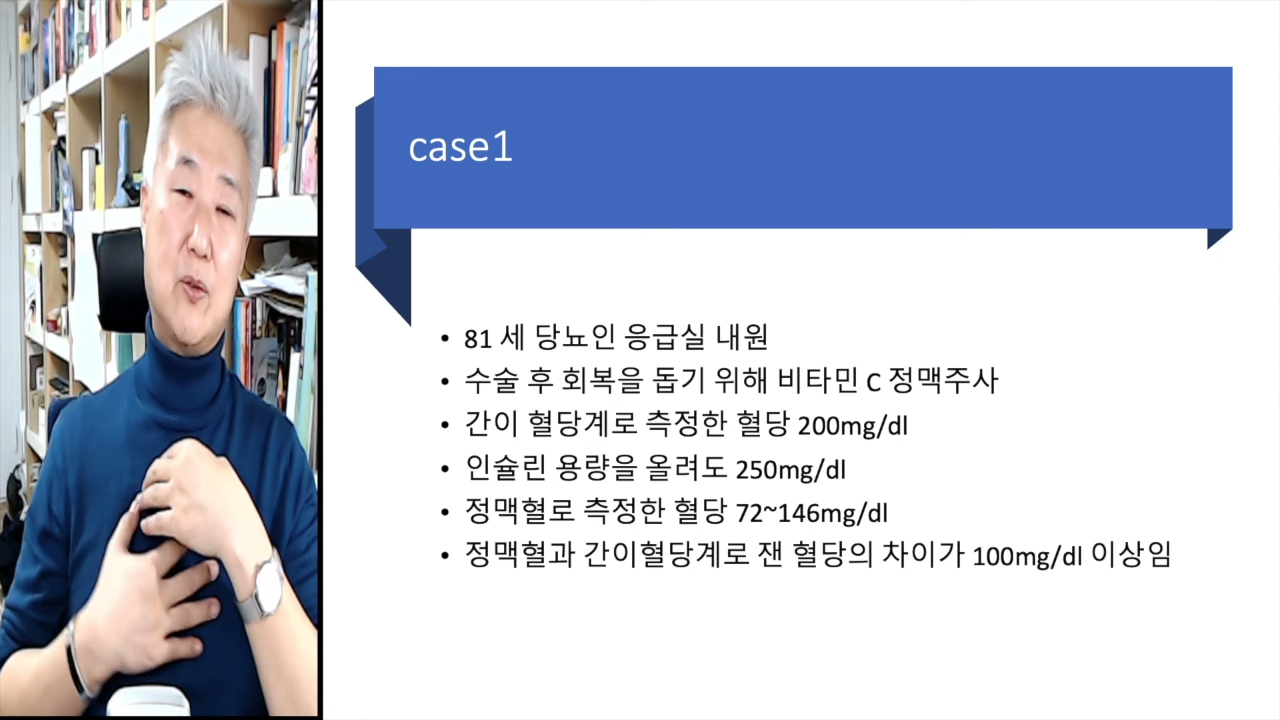 case1
• 81 세 당뇨인 응급실 내원
• 수술 후 회복을 돕기 위해 비타민 C 정맥주사
• 간이 혈당계로 측정한 혈당 200mg/dl
• 인슐린 용량을 올려도 250mg/dl
• 정맥혈로 측정한 혈당 72~146mg/dl
• 정맥혈과 간이혈당계로 잰 혈당의 차이가 100mg/dl 이상임